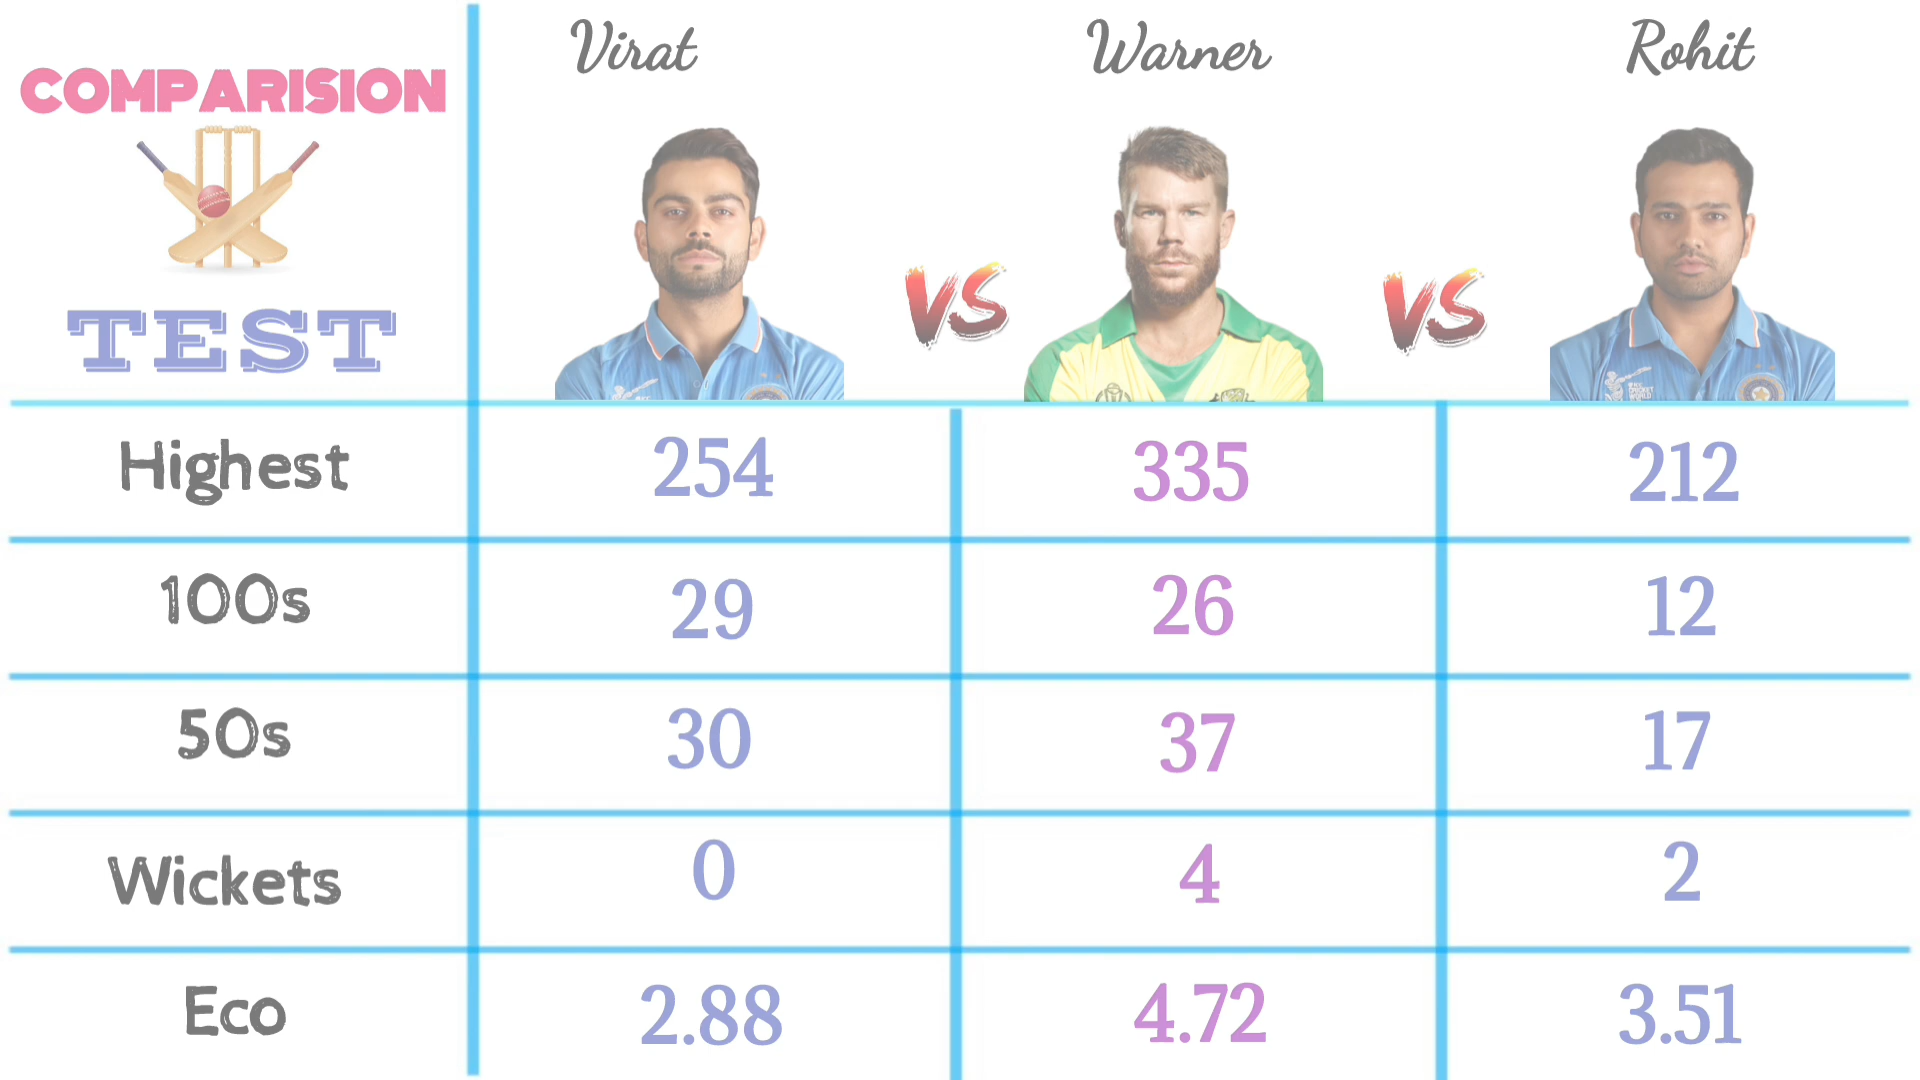 Virat Warner Rohit
COMPARISION
TEST
VS VS
Highest 254 335 212
100s 29 26 12
50s 30 37 17
Wickets 0 4 2
Eco 2.88 4.72 3.51